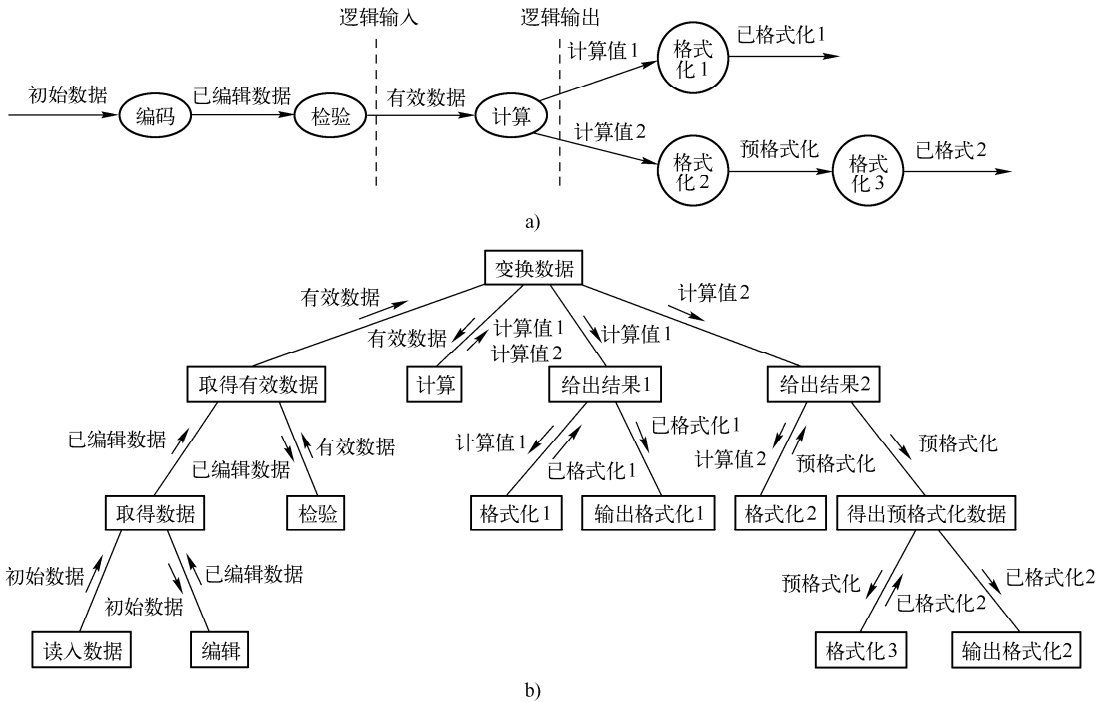 逻辑输入
逻辑输出
初始数据
编码
已编辑数据
检验
有效数据
计算
计算值1
格式
化1
已格式化1
计算值2
格式
化2
预格式化
格式
化3
已格式2
a)
变换数据
有效数据
有效数据
计算值1
计算值2
计算值1
计算值2
取得有效数据
计算
给出结果1
给出结果2
已编辑数据
已编辑数据
有效数据
计算值1
已格式化1
已格式化1
计算值2
预格式化
预格式化
取得数据
检验
格式化1
输出格式化1
格式化2
得出预格式化数据
初始数据
初始数据
已编辑数据
预格式化
已格式化2
已格式化2
读入数据
编辑
格式化3
输出格式化2
b)